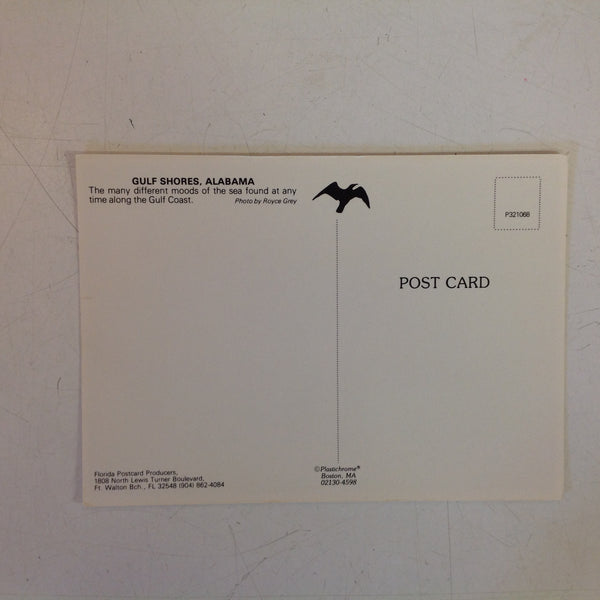 GULF SHORES, ALABAMA
The many different moods of the sea found at any
time along the Gulf Coast. Photo by Royce Grey
P321068
POST CARD
Florida Postcard Producers,
1808 North Lewis Turner Boulevard,
Ft. Walton Bch., FL 32548 (904) 862-4084
©Plastichrome®
Boston, MA
02130-4598